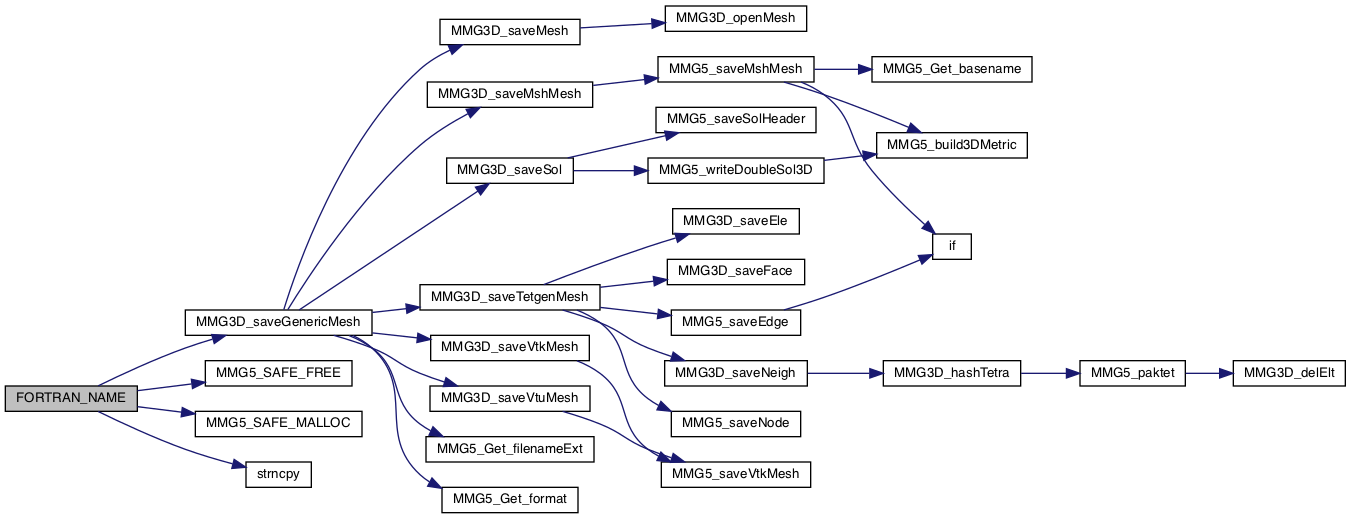 FORTRAN_NAME
MMG3D_saveGenericMesh
MMG5_SAFE_FREE
MMG5_SAFE_MALLOC
strncpy
MMG3D_saveMesh
MMG3D_saveMshMesh
MMG3D_saveSol
MMG3D_saveTetgenMesh
MMG3D_saveVtkMesh
MMG3D_saveVtuMesh
MMG5_Get_filenameExt
MMG5_Get_format
MMG3D_openMesh
MMG5_saveMshMesh
MMG5_saveSolHeader
MMG5_writeDoubleSol3D
MMG3D_saveEle
MMG3D_saveFace
MMG5_saveEdge
MMG3D_saveNeigh
MMG5_saveNode
MMG5_saveVtkMesh
MMG5_Get_basename
MMG5_build3DMetric
if
MMG3D_hashTetra
MMG5_paktet
MMG3D_delElt